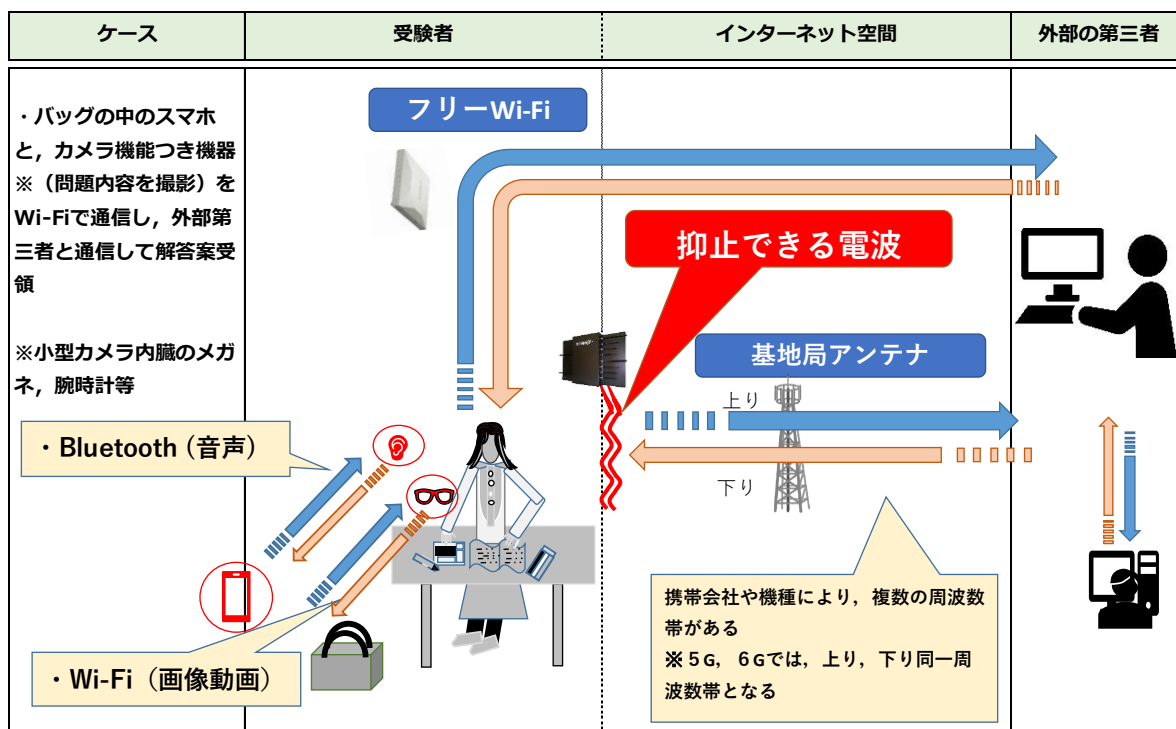 ケース
受験者
インターネット空間
外部の第三者
・バッグの中のスマホ
と，カメラ機能つき機器
※（問題内容を撮影）を
Wi-Fiで通信し，外部第
三者と通信して解答案受
領
※小型カメラ内臓のメガ
ネ，腕時計等
フリーWi-Fi
抑止できる電波
基地局アンテナ
上り
下り
・Bluetooth（音声）
・Wi-Fi（画像動画）
携帯会社や機種により，複数の周波数
帯がある
※５G，６Gでは，上り，下り同一周
波数帯となる